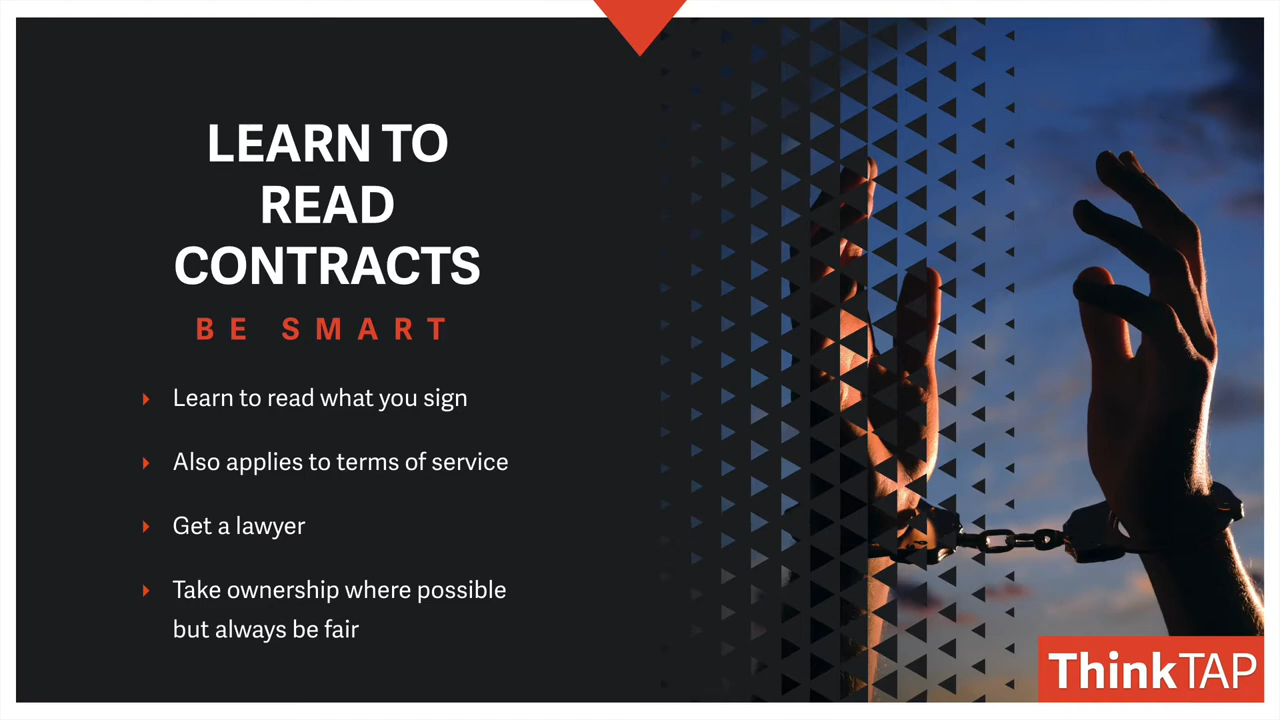 LEARN TO
READ
CONTRACTS
BE SMART
Learn to read what you sign
Also applies to terms of service
Get a lawyer
Take ownership where possible
but always be fair
ThinkTAP